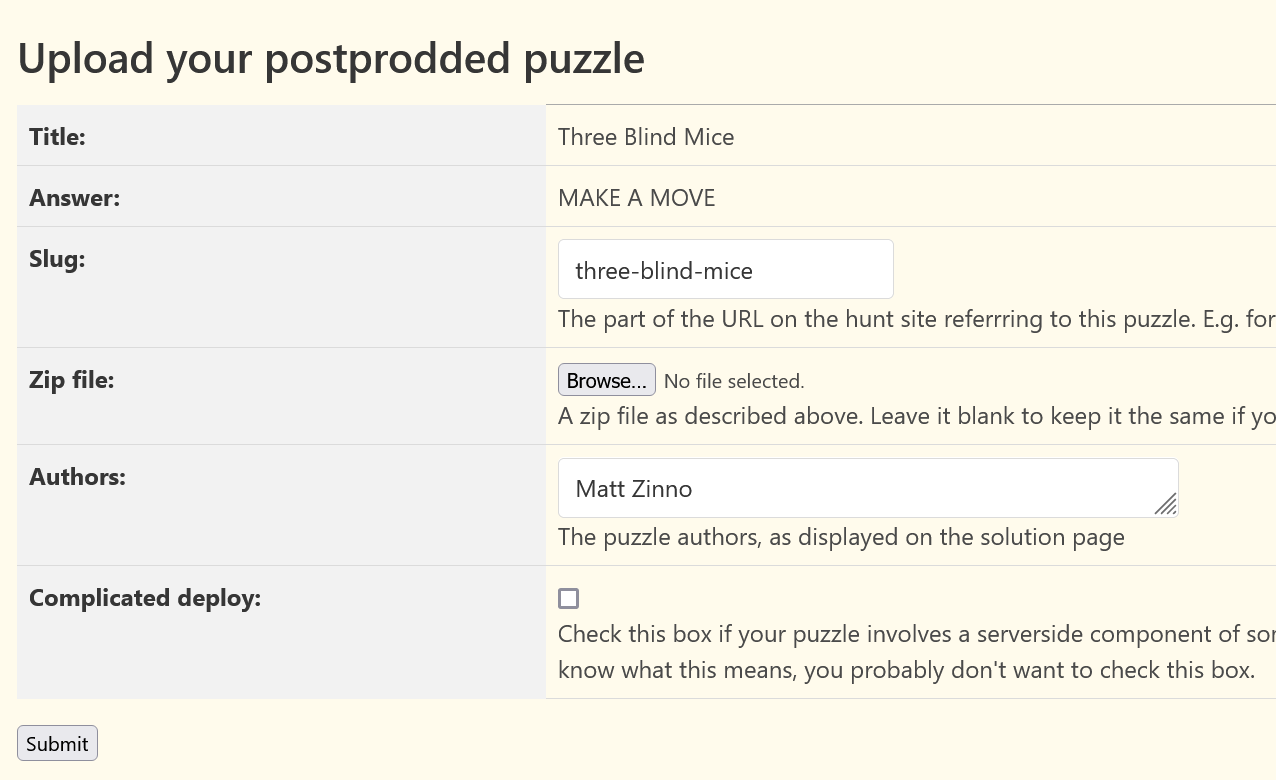 Upload your postprodded puzzle
Title:
Three Blind Mice
Answer:
MAKE A MOVE
Slug:
three-blind-mice
The part of the URL on the hunt site referrring to this puzzle. E.g. for
Zip file:
Browse... No file selected.
A zip file as described above. Leave it blank to keep it the same if yo
Authors:
Matt Zinno
The puzzle authors, as displayed on the solution page
Complicated deploy:
Check this box if your puzzle involves a serverside component of sor
know what this means, you probably don't want to check this box.
Submit